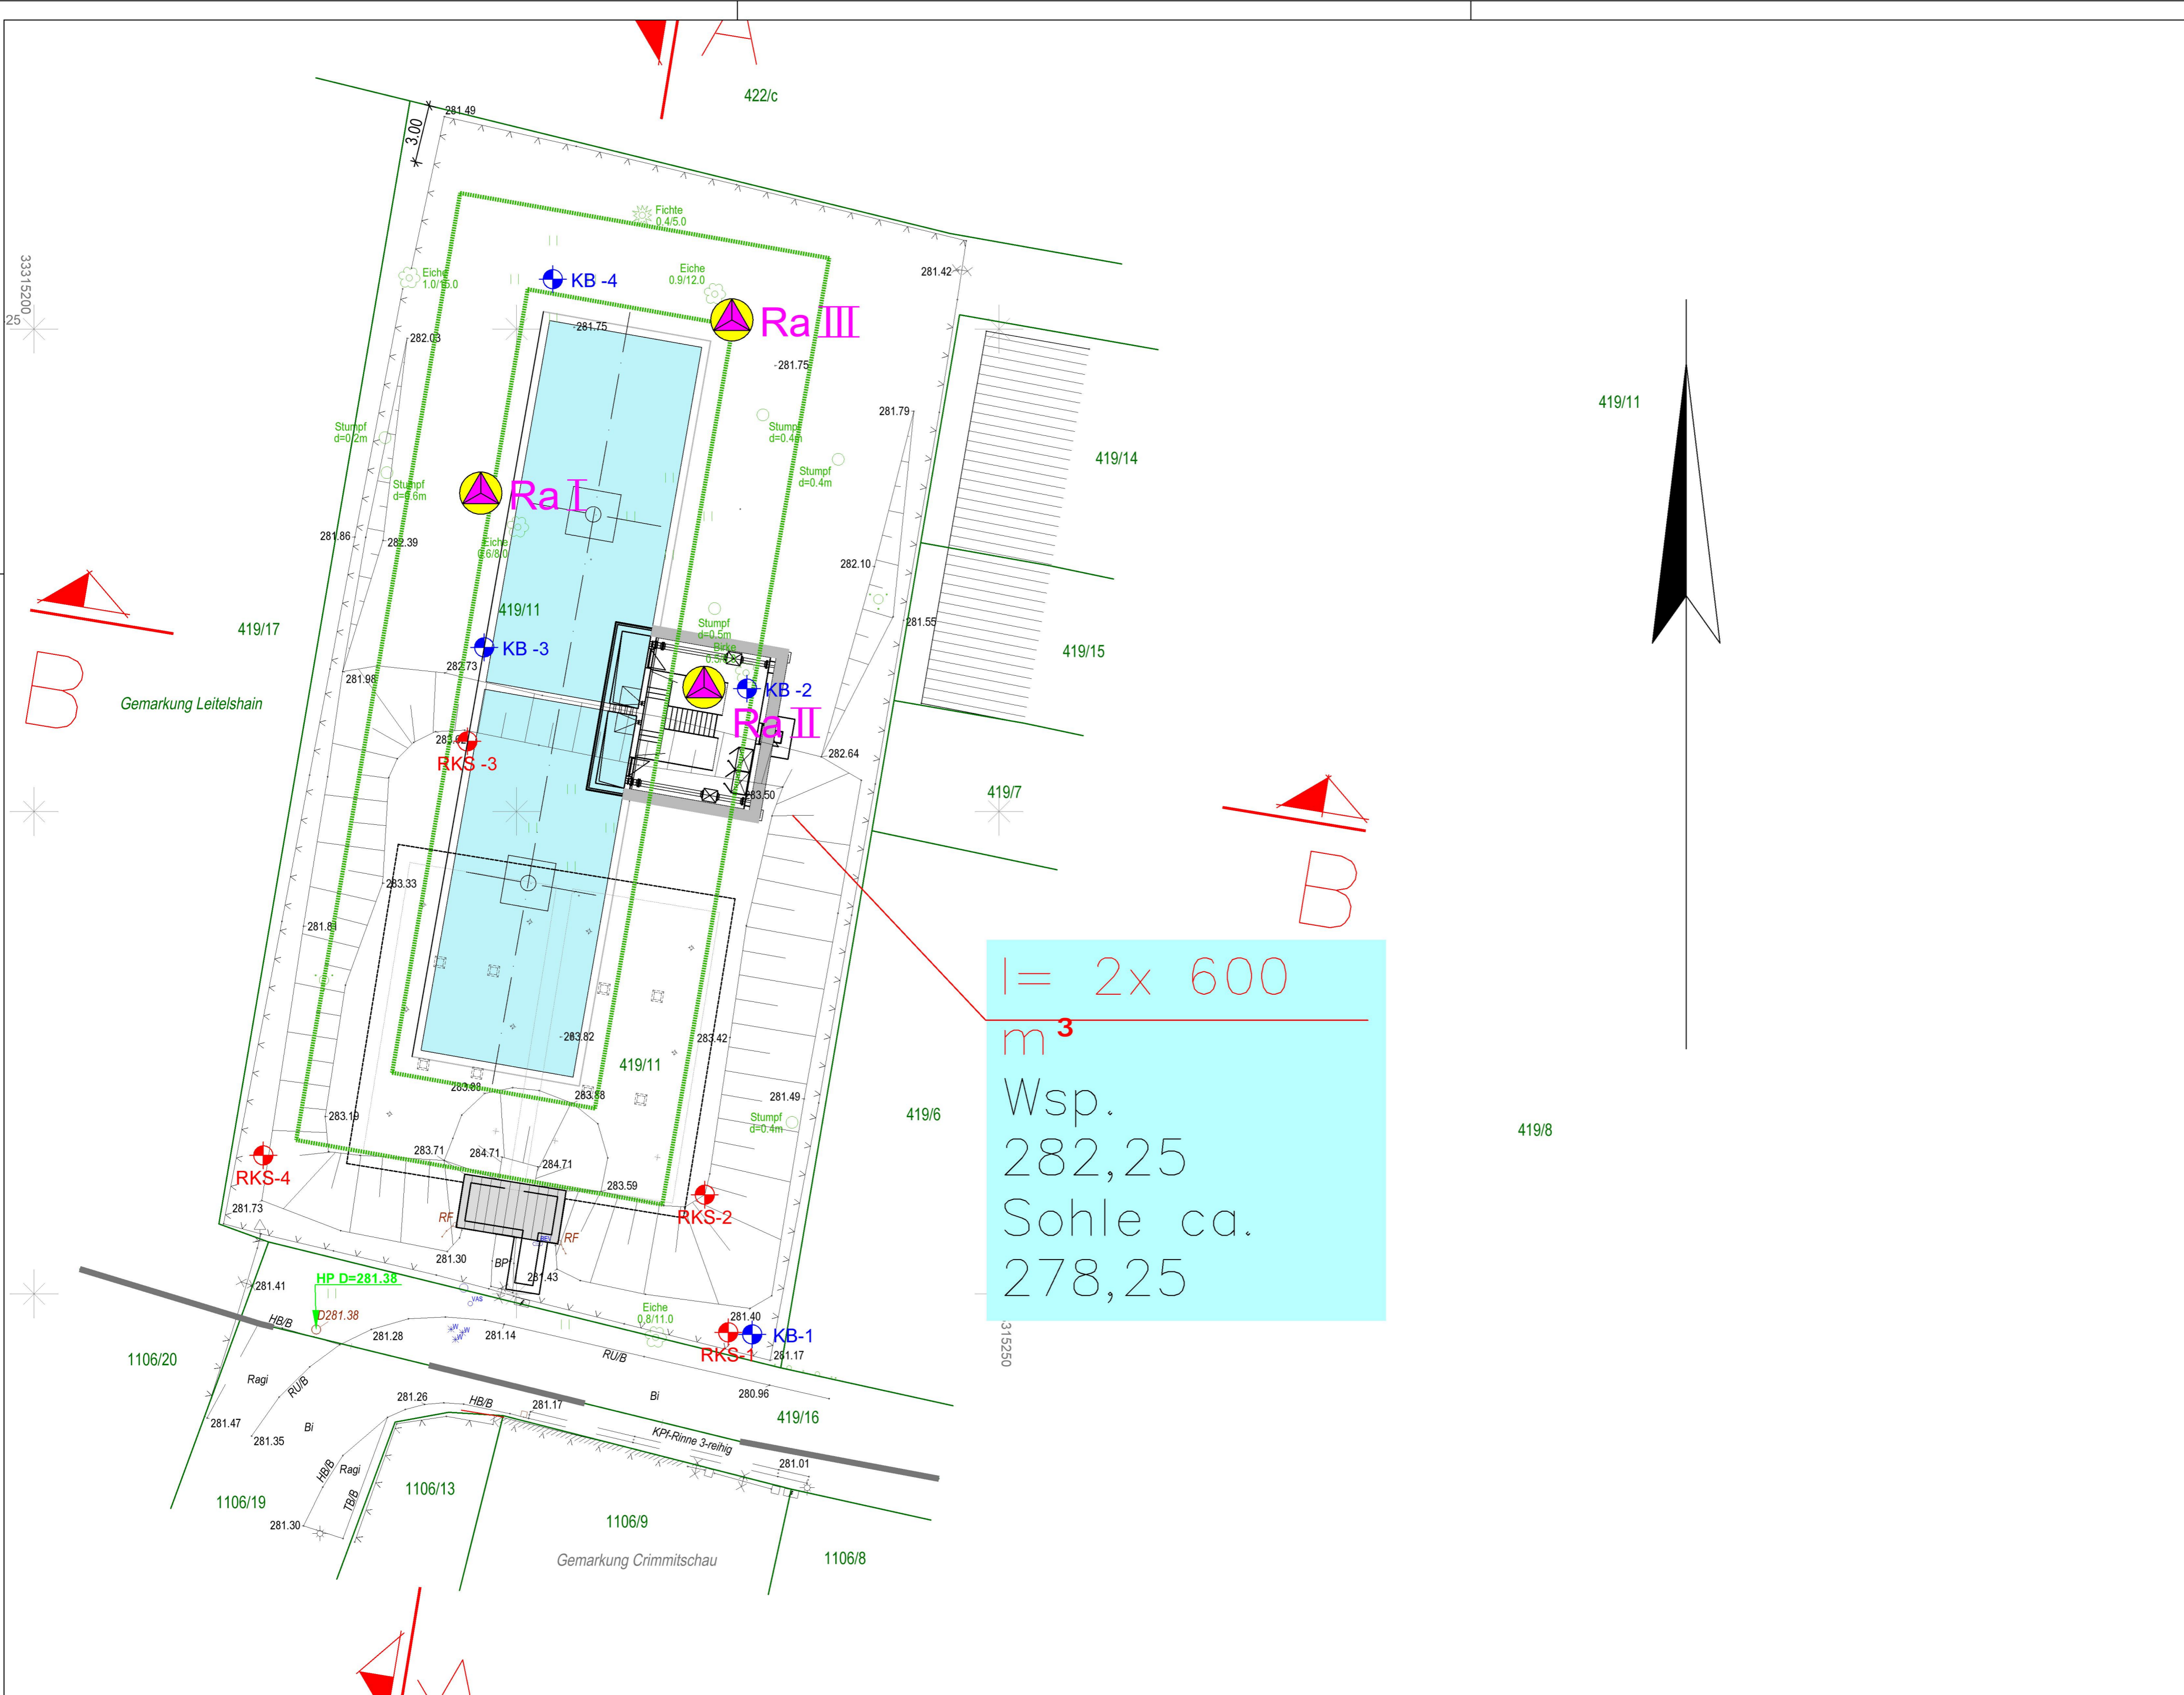 A
422/c
281.49
3.00
Fichte
0.4/5.0
281.42
Eiche
1.0/15.0
KB -4
Eiche
0.9/12.0
33315200
25
281.75
Ra III
282.03
281.75
419/11
281.79
Stumpf
d=0.2m
Stumpf
d=0.4m
419/14
Stumpf
d=0.4m
Stumpf
d=0.6m
Ra I
281.86
282.39
Eiche
0.6/8.0
282.10
419/11
281.55
419/17
Stumpf
d=0.5m
Birke
KB -3
419/15
282.73
281.98
KB -2
B
Gemarkung Leitelshain
Ra II
RKS -3
282.64
419/7
283.50
283.33
B
281.81
l= 2x 600
m³
Wsp.
282,25
Sohle ca.
278,25
283.82
283.42
419/11
283.88
283.88
281.49
283.19
Stumpf
d=0.4m
419/6
419/8
283.71
284.71
284.71
RKS-4
283.59
281.73
RKS-2
RF
RF
281.30
BP
281.43
281.41
HP D=281.38
VAS
D281.38
Eiche
0.8/11.0
281.40
HB/B
281.28
281.14
KB-1
RKS-1
281.17
315250
1106/20
RU/B
Ragi
RU/B
Bi
280.96
281.26
HB/B
281.17
419/16
281.47
Bi
281.35
KPf-Rinne 3-reihig
281.01
HB/B
Ragi
TB/B
1106/13
1106/19
281.30
1106/9
Gemarkung Crimmitschau
1106/8